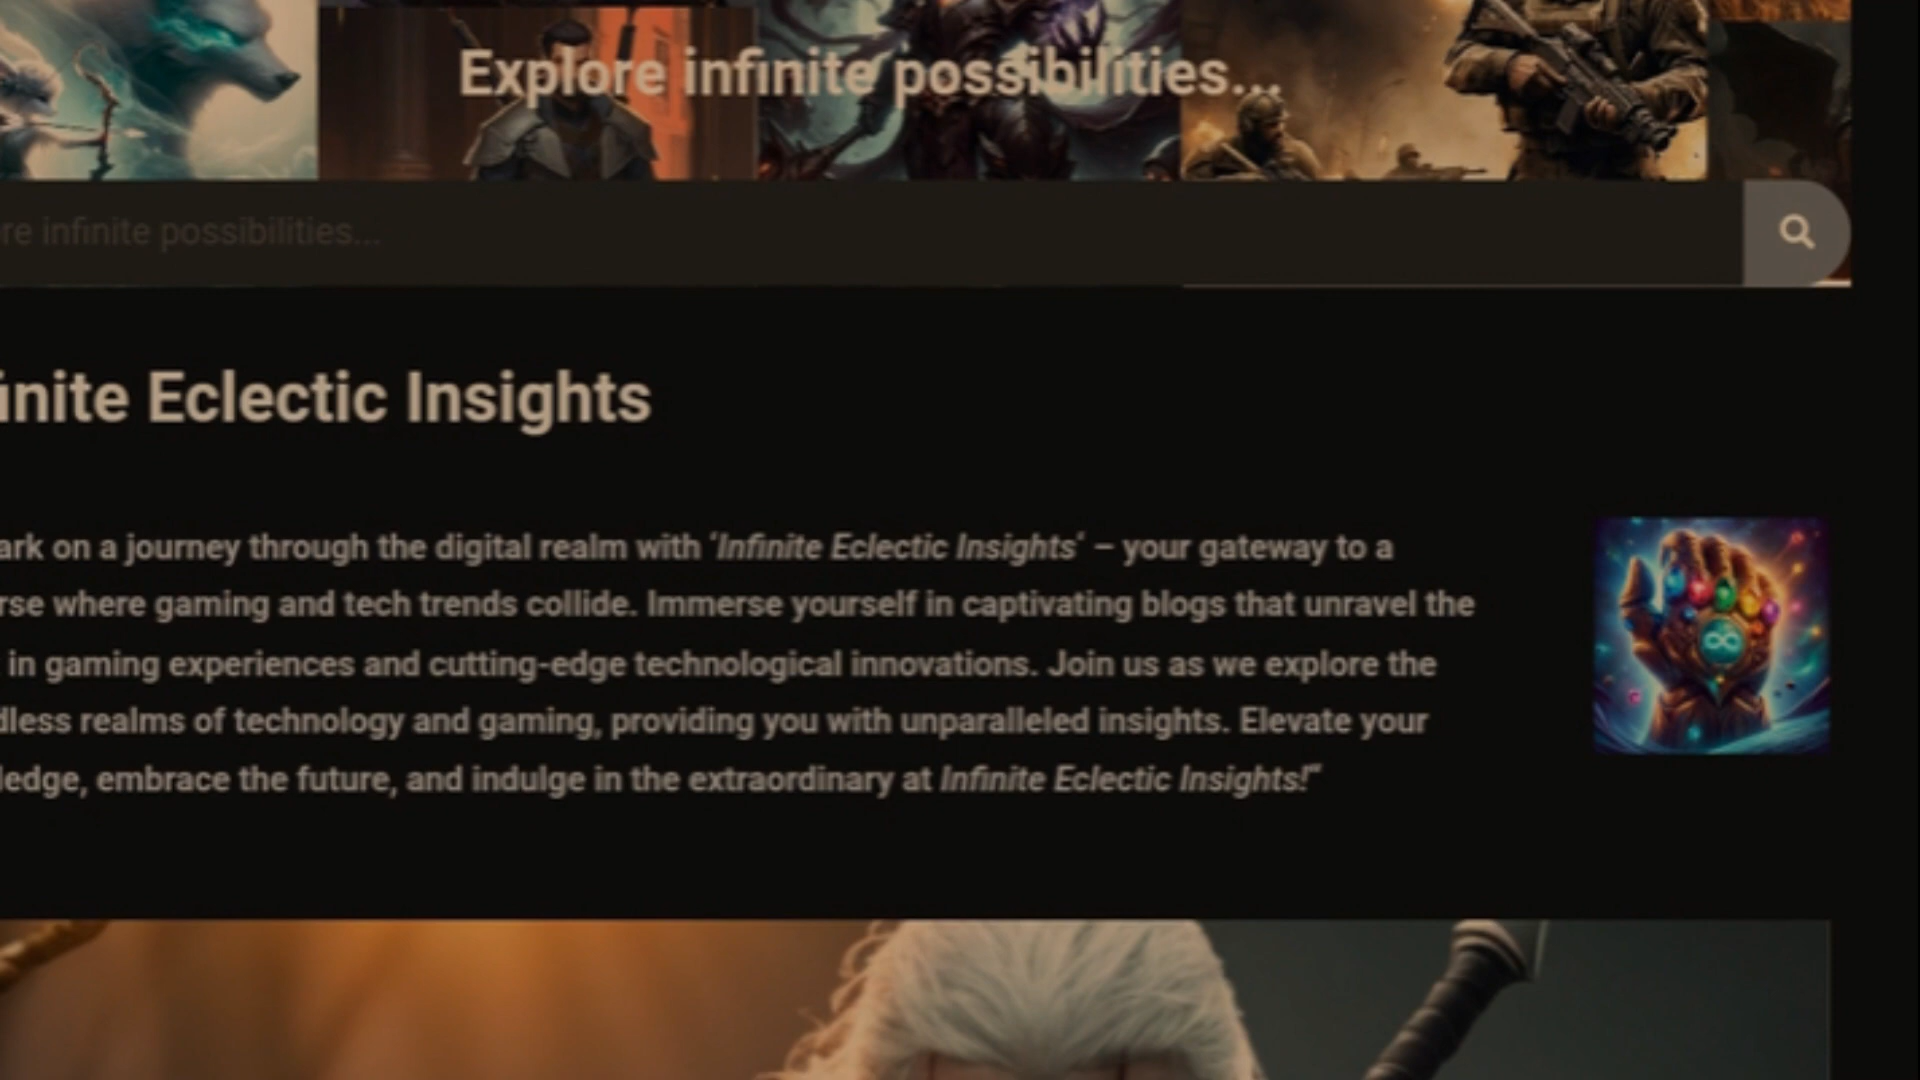 Explore infinite possibilities...
re infinite possibilities...
inite Eclectic Insights
ark on a journey through the digital realm with ‘Infinite Eclectic Insights‘ – your gateway to a
rse where gaming and tech trends collide. Immerse yourself in captivating blogs that unravel the
in gaming experiences and cutting-edge technological innovations. Join us as we explore the
dless realms of technology and gaming, providing you with unparalleled insights. Elevate your
ledge, embrace the future, and indulge in the extraordinary at Infinite Eclectic Insights!“